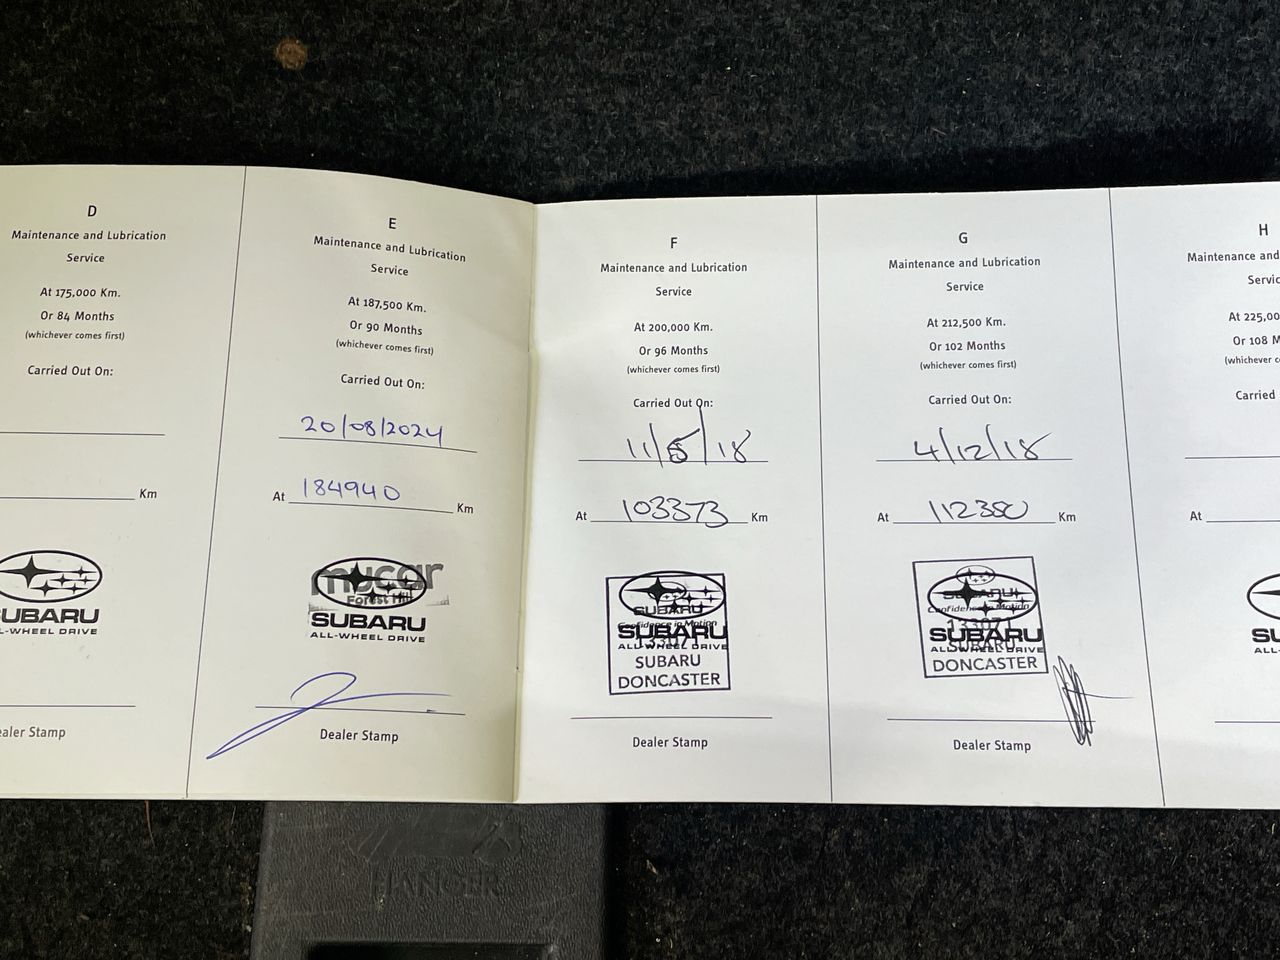 D
Maintenance and Lubrication
Service
At 175,000 Km.
Or 84 Months
(whichever comes first)
Carried Out On:
Km
SUBARU
ALL-WHEEL DRIVE
Dealer Stamp
E
Maintenance and Lubrication
Service
At 187,500 Km.
Or 90 Months
(whichever comes first)
Carried Out On:
20/08/2024
At 184940 Km
mycar
Forest Hill
SUBARU
ALL-WHEEL DRIVE
Dealer Stamp
F
Maintenance and Lubrication
Service
At 200,000 Km.
Or 96 Months
(whichever comes first)
Carried Out On:
11/5/18
At 103373 Km
SUBARU
Confidence in Motion
SUBARU
ALL-WHEEL DRIVE
SUBARU
DONCASTER
Dealer Stamp
G
Maintenance and Lubrication
Service
At 212,500 Km.
Or 102 Months
(whichever comes first)
Carried Out On:
4/12/18
At 112380 Km
SUBARU
Confidence in Motion
SUBARU
ALL-WHEEL DRIVE
SUBARU
DONCASTER
Dealer Stamp
H
Maintenance and
At 225,00
Or 108 M
(whichever c
Carried
At
HANGER